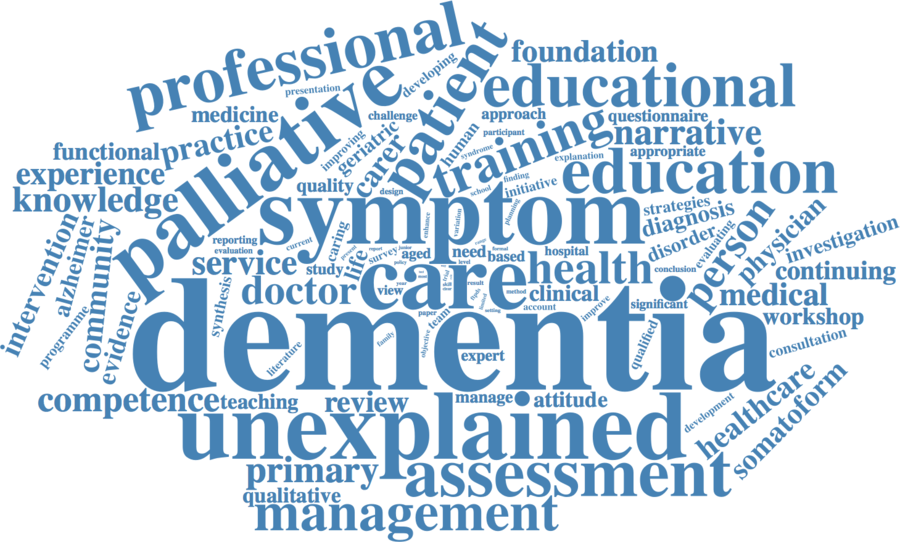 professional
presentation
developing
patient
foundation
educational
medicine
challenge
approach
questionnaire
palliative
functional
practice
improving
geriatric
career
human
participant
training
narrative
experience
syndrome
explanation
appropriate
knowledge
quality
design
school
finding
initiative
education
symptom
strategies
diagnosis
planning
enhancer
variation
intervention
alzheimer
community
reporting
evaluation
current
caring
life
survey
report
aged
need
based
formal
hospital
disorder
evaluating
person
physician
investigation
service
study
policy
level
health
conclusion
continuing
synthesis
doctor
view
care
trial
skill
result
method
clinical
significant
medical
programme
evidence
dementia
paper
team
objective
setting
account
improve
qualified
workshop
literature
family
expert
consultation
competence
teaching
review
manage
attitude
development
healthcare
somatoform
unexplained
primary
assessment
qualitative
management